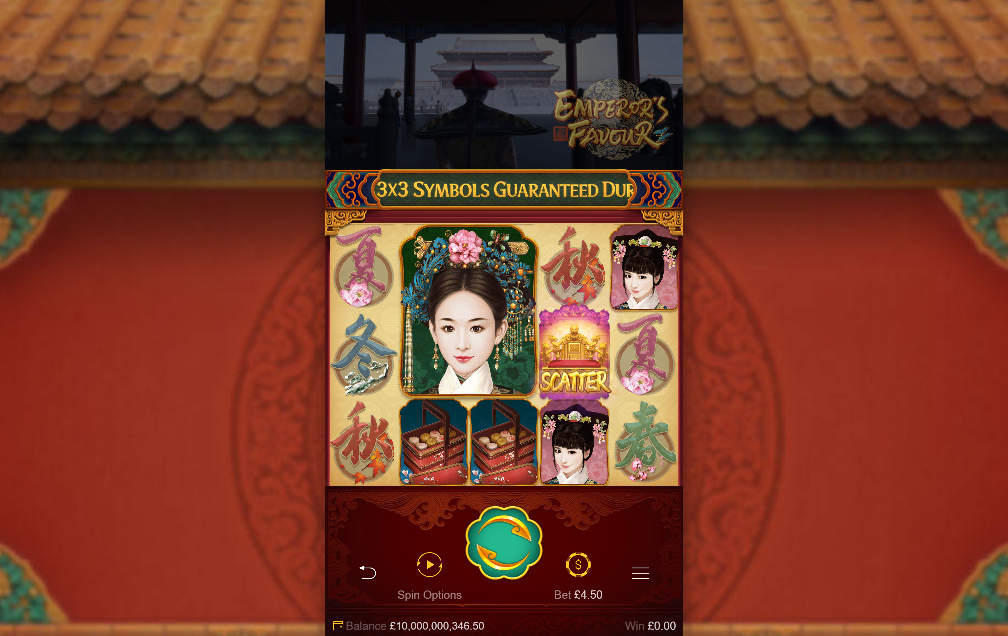 EMPEROR'S
FAVOUR
3X3 SYMBOLS GUARANTEED DUR
夏
秋
冬
SCATTER
夏
秋
春
Spin Options
Bet £4.50
Balance £10,000,000,346.50
Win £0.00